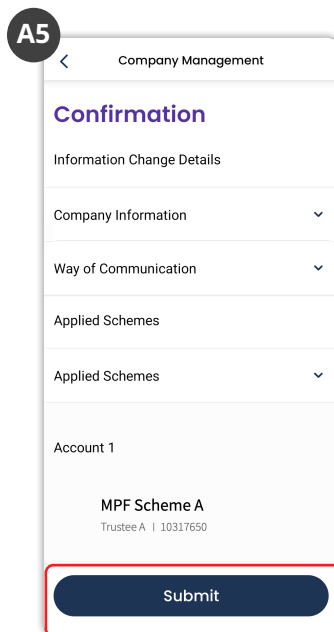 A5
Company Management
Confirmation
Information Change Details
Company Information
Way of Communication
Applied Schemes
Applied Schemes
Account 1
MPF Scheme A
Trustee A | 10317650
Submit